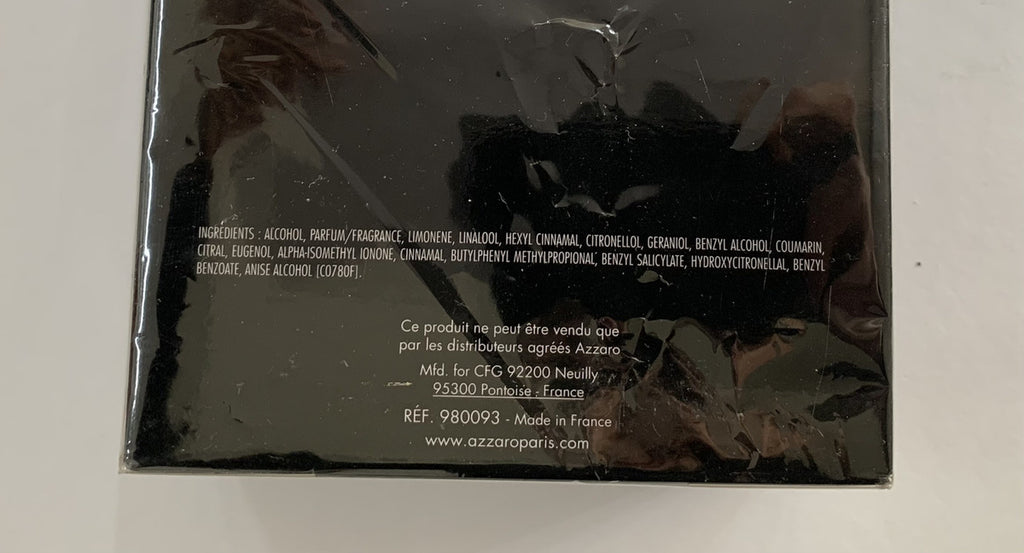 INGRÉDIENTS : ALCOHOL, PARFUM/FRAGRANCE, LIMONENE, LINALOOL, HEXYL CINNAMAL, CITRONELLOL, GERANIOL, BENZYL ALCOHOL, COUMARIN,
CITRAL, EUGENOL, ALPHA-ISOMETHYL IONONE, CINNAMAL, BUTYLPHENYL METHYLPROPIONAL, BENZYL SALICYLATE, HYDROXYCITRONELLAL, BENZYL
BENZOATE, ANISE ALCOHOL [C0780F].
Ce produit ne peut être vendu que
par les distributeurs agréés Azzaro
Mfd. for CFG 92200 Neuilly
95300 Pontoise - France
RÉF. 980093 - Made in France
www.azzaroparis.com